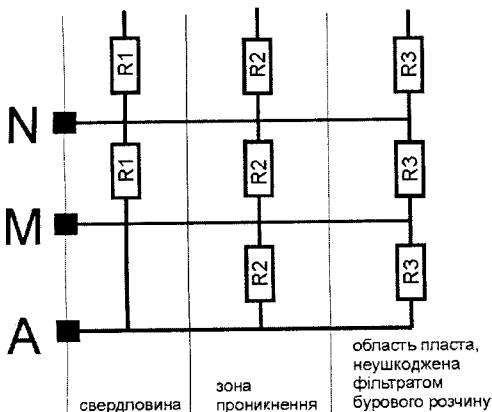 R1
R2
R3
N
R1
R2
R3
M
R2
R3
A
свердловина
зона
проникнення
область пласта,
неушкоджена
фільтратом
бурового розчину